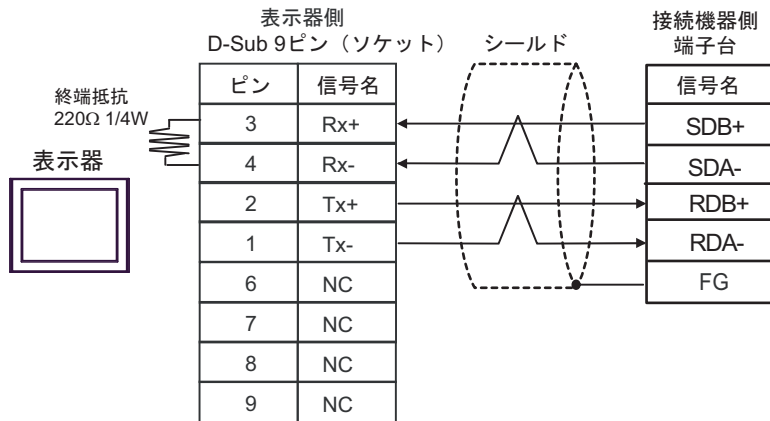 表示器側
D-Sub 9ピン（ソケット）
シールド
接続機器側
端子台
終端抵抗
220Ω 1/4W
表示器
ピン 信号名
3 Rx+
4 Rx-
2 Tx+
1 Tx-
6 NC
7 NC
8 NC
9 NC
信号名
SDB+
SDA-
RDB+
RDA-
FG